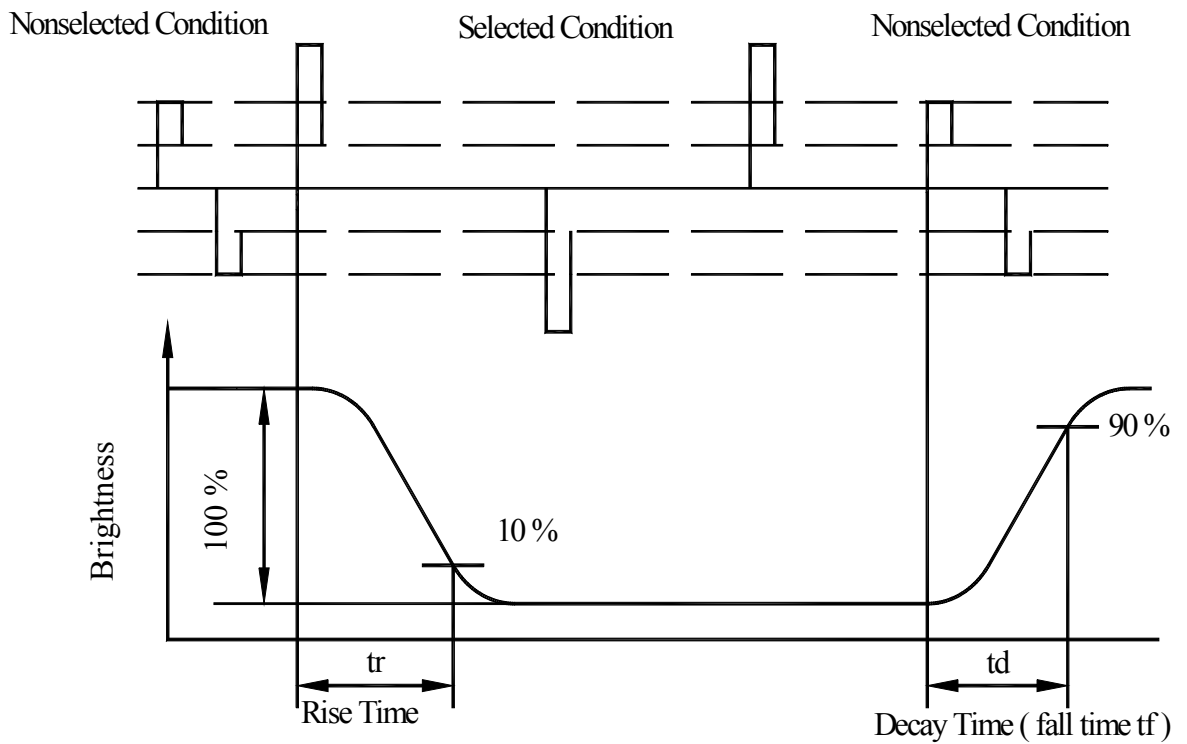 Nonselected Condition
Selected Condition
Nonselected Condition
Brightness
100 %
10 %
90 %
tr
Rise Time
td
Decay Time ( fall time tf )